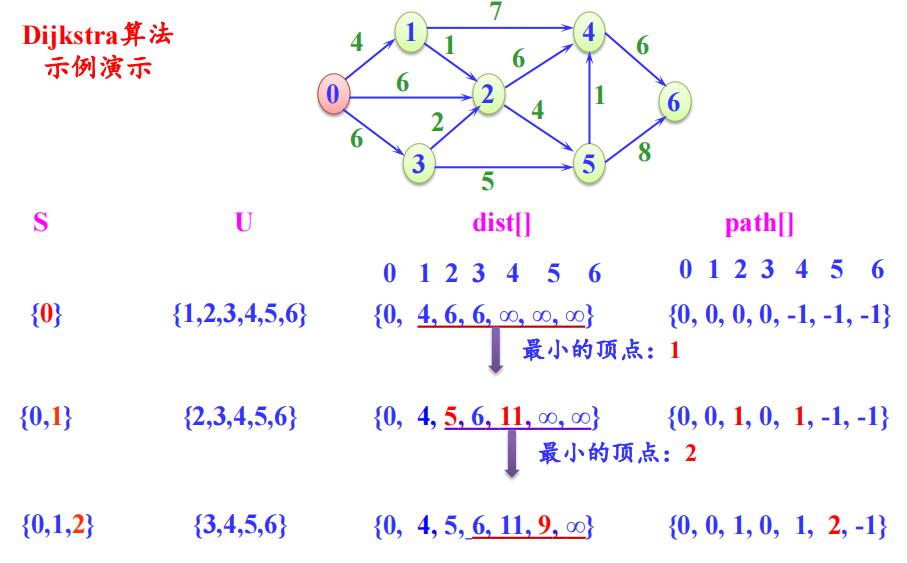 Dijkstra算法
示例演示
7
1
4
4
1
6
6
0
6
2
6
2
4
1
6
3
5
8
5
S U dist[] path[]
0 1 2 3 4 5 6 0 1 2 3 4 5 6
{0} {1,2,3,4,5,6} {0, 4, 6, 6, ∞, ∞, ∞} {0, 0, 0, 0, -1, -1, -1}
最小的顶点：1
{0,1} {2,3,4,5,6} {0, 4, 5, 6, 11, ∞, ∞} {0, 0, 1, 0, 1, -1, -1}
最小的顶点：2
{0,1,2} {3,4,5,6} {0, 4, 5, 6, 11, 9, ∞} {0, 0, 1, 0, 1, 2, -1}